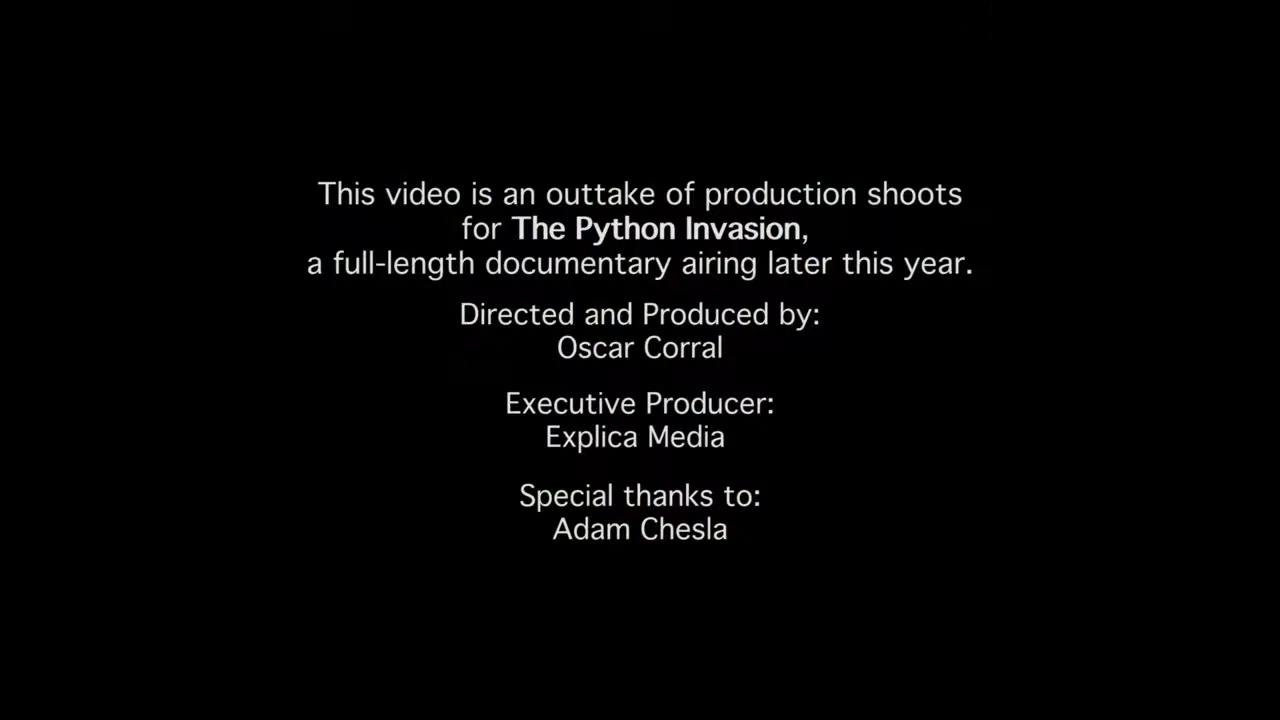 This video is an outtake of production shoots
for The Python Invasion,
a full-length documentary airing later this year.
Directed and Produced by:
Oscar Corral
Executive Producer:
Explica Media
Special thanks to:
Adam Chesla